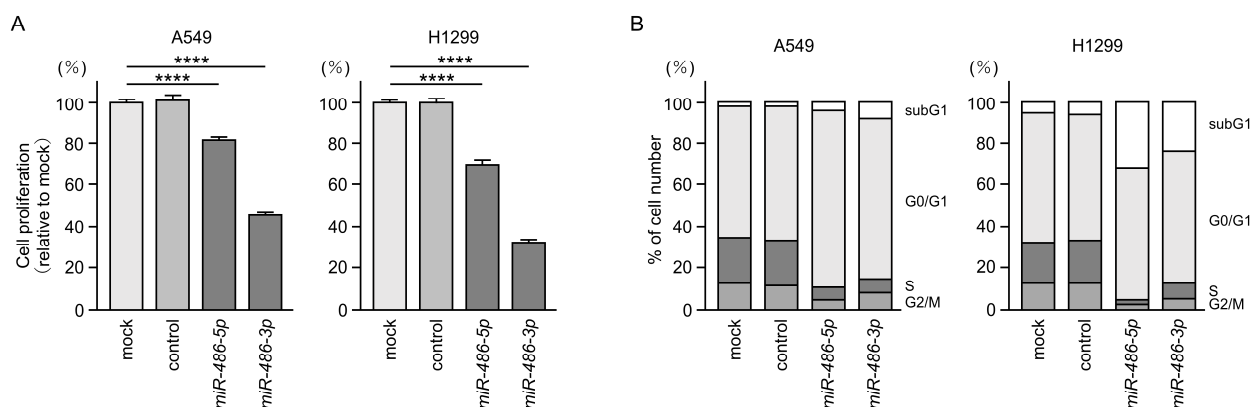 A
A549
(%)
****
****
100
80
60
40
20
0
Cell proliferation
(relative to mock)
mock
control
miR-486-5p
miR-486-3p
H1299
(%)
****
****
100
80
60
40
20
0
mock
control
miR-486-5p
miR-486-3p
B
A549
(%)
100
80
60
40
20
0
% of cell number
subG1
G0/G1
S
G2/M
mock
control
miR-486-5p
miR-486-3p
H1299
(%)
100
80
60
40
20
0
subG1
G0/G1
S
G2/M
mock
control
miR-486-5p
miR-486-3p